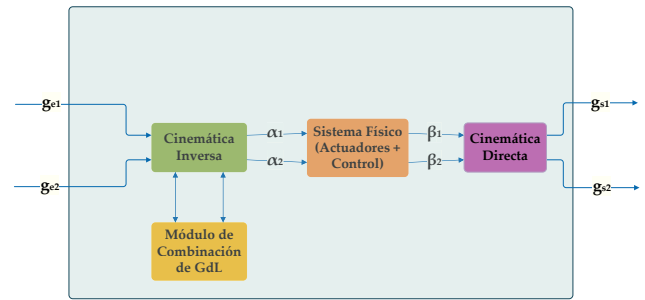 ge1
ge2
Cinemática
Inversa
α1
α2
Sistema Físico
(Actuadores +
Control)
β1
β2
Cinemática
Directa
gs1
gs2
Módulo de
Combinación
de GdL